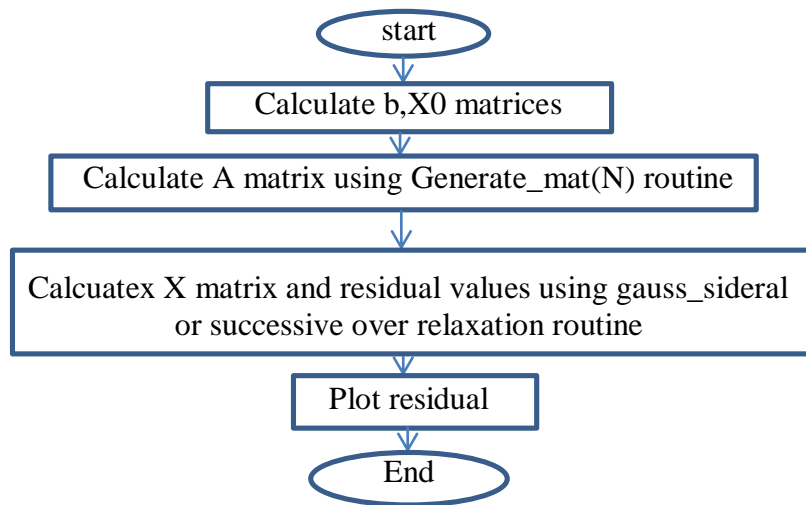 start
Calculate b,X0 matrices
Calculate A matrix using Generate_mat(N) routine
Calcuatex X matrix and residual values using gauss_sideral
or successive over relaxation routine
Plot residual
End